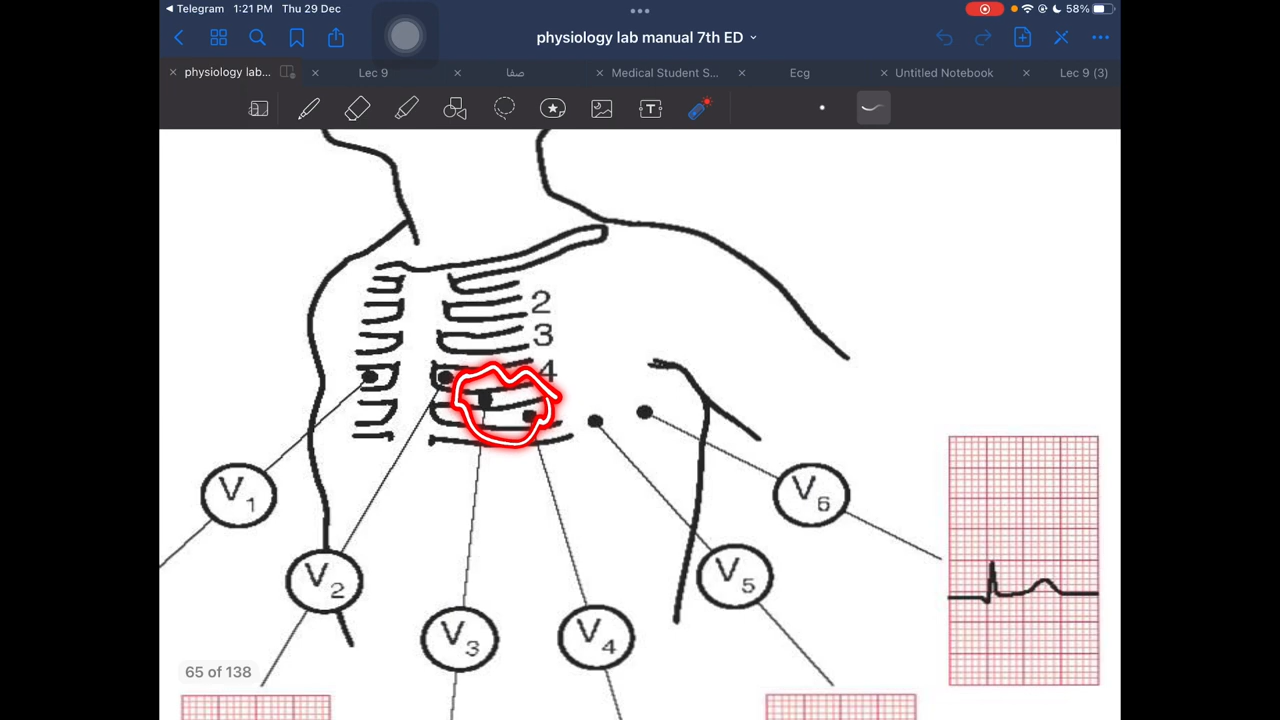 Telegram 1:21 PM Thu 29 Dec 58%
physiology lab manual 7th ED
physiology lab... Lec 9 صفا Medical Student S... Ecg Untitled Notebook Lec 9 (3)
2
3
4
V1
V6
V2
V5
V3
V4
65 of 138